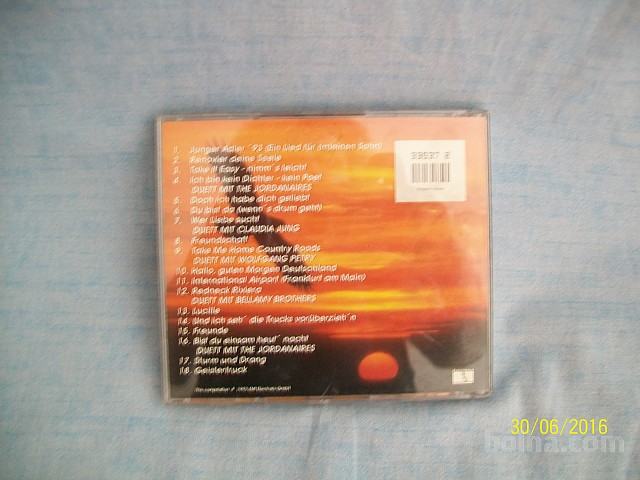 1. Junger Adler '93 (Ein Lied für meinen Sohn)
2. Renovier deine Seele
3. Take It Easy - nimm's leicht
4. Ich bin kein Dichter - kein Poet
DUETT MIT THE JORDANAIRES
5. Doch ich habe dich geliebt
6. Du bist da (wenn's drum geht)
7. Wer Liebe sucht
DUETT MIT CLAUDIA JUNG
8. Freundschaft
9. Take Me Home Country Roads
DUETT MIT WOLFGANG PETRY
10. Hallo, guten Morgen Deutschland
11. International Airport (Frankfurt am Main)
12. Redneck Riviera
DUETT MIT BELLAMY BROTHERS
13. Lucille
14. Und ich seh' die Trucks vorüberzieh'n
15. Freunde
16. Bist du einsam heut' nacht
DUETT MIT THE JORDANAIRES
17. Sturm und Drang
18. Geistertruck
33037 2
30/06/2016
bolha.com